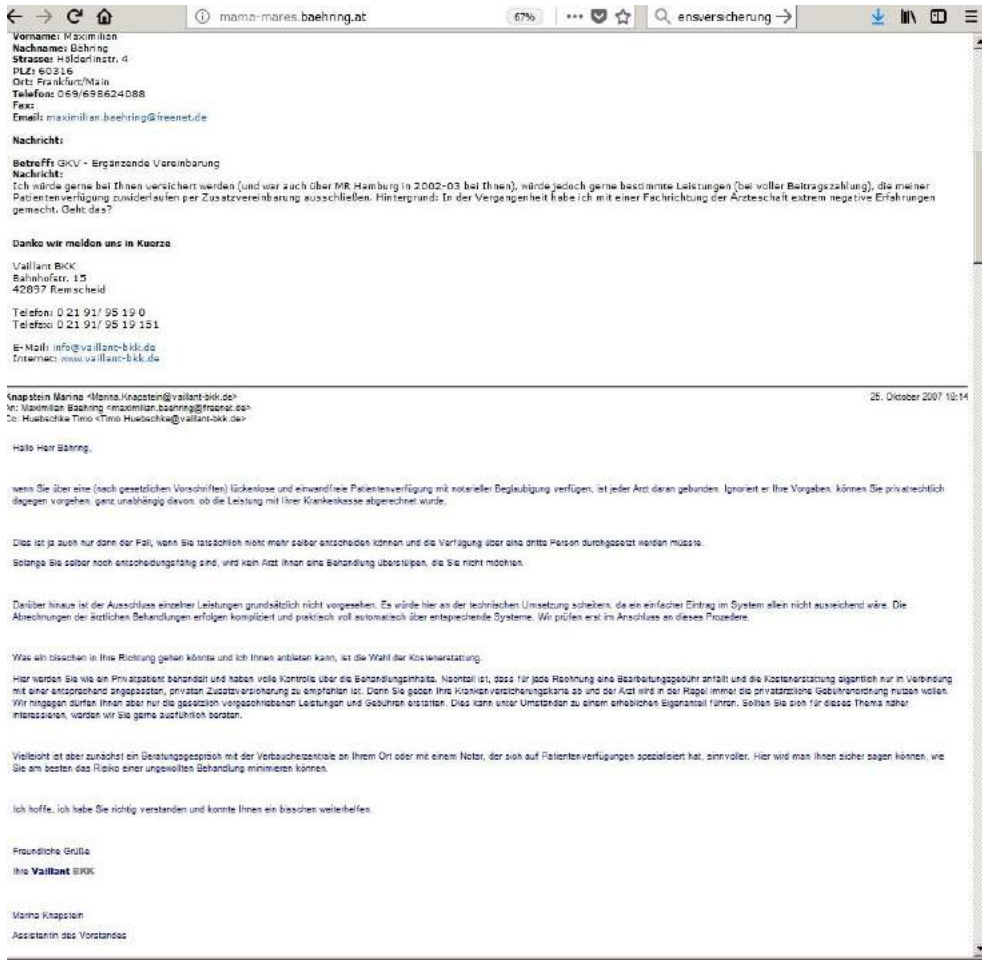 mama-mares.baehring.at
67%
ensversicherung
Vorname: Maximilian
Nachname: Bähring
Strasse: Hölderlinstr. 4
PLZ: 60316
Ort: Frankfurt/Main
Telefon: 069/698624088
Fax:
Email: maximilian.baehring@freenet.de
Nachricht:
Betreff: GKV - Ergänzende Vereinbarung
Nachricht:
Ich würde gerne bei Ihnen versichert werden (und war auch über MR Hamburg in 2002-03 bei Ihnen), würde jedoch gerne bestimmte Leistungen (bei voller Beitragszahlung), die meiner
Patientenverfügung zuwiderlaufen per Zusatzvereinbarung ausschließen. Hintergrund: In der Vergangenheit habe ich mit einer Fachrichtung der Ärzteschaft extrem negative Erfahrungen
gemacht. Geht das?
Danke wir melden uns in Kuerze
Vaillant BKK
Bahnhofstr. 15
42897 Remscheid
Telefon: 0 21 91/ 95 19 0
Telefax: 0 21 91/ 95 19 151
E-Mail: info@vaillant-bkk.de
Internet: www.vaillant-bkk.de
Knapstein Marina <Marina.Knapstein@vaillant-bkk.de> 25. Oktober 2007 18:14
An: Maximilian Baehring <maximilian.baehring@freenet.de>
Cc: Huebschke Timo <Timo.Huebschke@vaillant-bkk.de>
Hallo Herr Bähring,
wenn Sie über eine (nach gesetzlichen Vorschriften) lückenlose und einwandfreie Patientenverfügung mit notarieller Beglaubigung verfügen, ist jeder Arzt daran gebunden. Ignoriert er Ihre Vorgaben, können Sie privatrechtlich
dagegen vorgehen, ganz unabhängig davon, ob die Leistung mit Ihrer Krankenkasse abgerechnet wurde.
Dies ist ja auch nur dann der Fall, wenn Sie tatsächlich nicht mehr selber entscheiden können und die Verfügung über eine dritte Person durchgesetzt werden müsste.
Solange Sie selber noch entscheidungsfähig sind, wird kein Arzt Ihnen eine Behandlung überstülpen, die Sie nicht möchten.
Darüber hinaus ist der Ausschluss einzelner Leistungen grundsätzlich nicht vorgesehen. Es würde hier an der technischen Umsetzung scheitern, da ein einfacher Eintrag im System allein nicht ausreichend wäre. Die
Abrechnungen der ärztlichen Behandlungen erfolgen kompliziert und praktisch voll automatisch über entsprechende Systeme. Wir prüfen erst im Anschluss an dieses Prozedere.
Was ein bisschen in Ihre Richtung gehen könnte und ich Ihnen anbieten kann, ist die Wahl der Kostenerstattung.
Hier werden Sie wie ein Privatpatient behandelt und haben volle Kontrolle über die Behandlungsinhalte. Nachteil ist, dass für jede Rechnung eine Bearbeitungsgebühr anfällt und die Kostenerstattung eigentlich nur in Verbindung
mit einer entsprechend angepassten, privaten Zusatzversicherung zu empfehlen ist. Denn Sie geben Ihre Krankenversicherungskarte ab und der Arzt wird in der Regel immer die privatärztliche Gebührenordnung nutzen wollen.
Wir hingegen dürfen Ihnen aber nur die gesetzlich vorgeschriebenen Leistungen und Gebühren erstatten. Dies kann unter Umständen zu einem erheblichen Eigenanteil führen. Sollten Sie sich für dieses Thema näher
interessieren, werden wir Sie gerne ausführlich beraten.
Vielleicht ist aber zunächst ein Beratungsgespräch mit der Verbaucherzentrale an Ihrem Ort oder mit einem Notar, der sich auf Patientenverfügungen spezialisiert hat, sinnvoller. Hier wird man Ihnen sicher sagen können, wie
Sie am besten das Risiko einer ungewollten Behandlung minimieren können.
Ich hoffe, ich habe Sie richtig verstanden und konnte Ihnen ein bisschen weiterhelfen.
Freundliche Grüße
Ihre Vaillant BKK
Marina Knapstein
Assistentin des Vorstandes